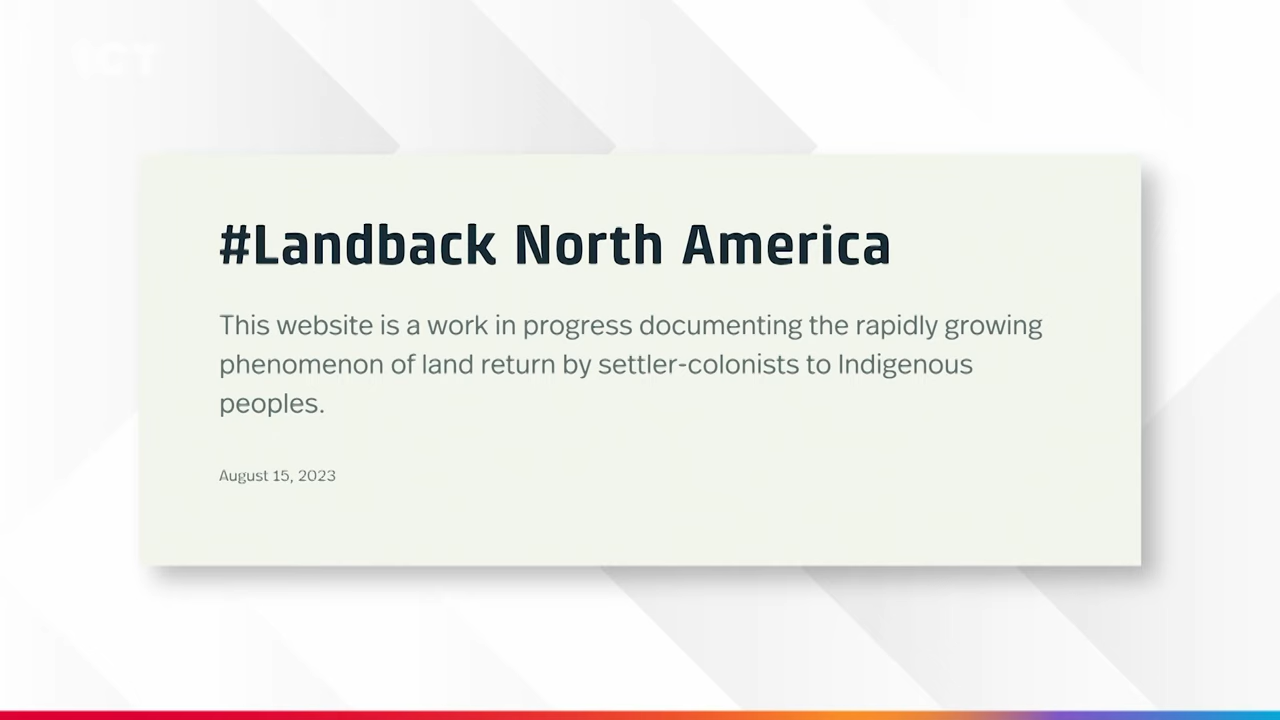 ICT
#Landback North America
This website is a work in progress documenting the rapidly growing
phenomenon of land return by settler-colonists to Indigenous
peoples.
August 15, 2023